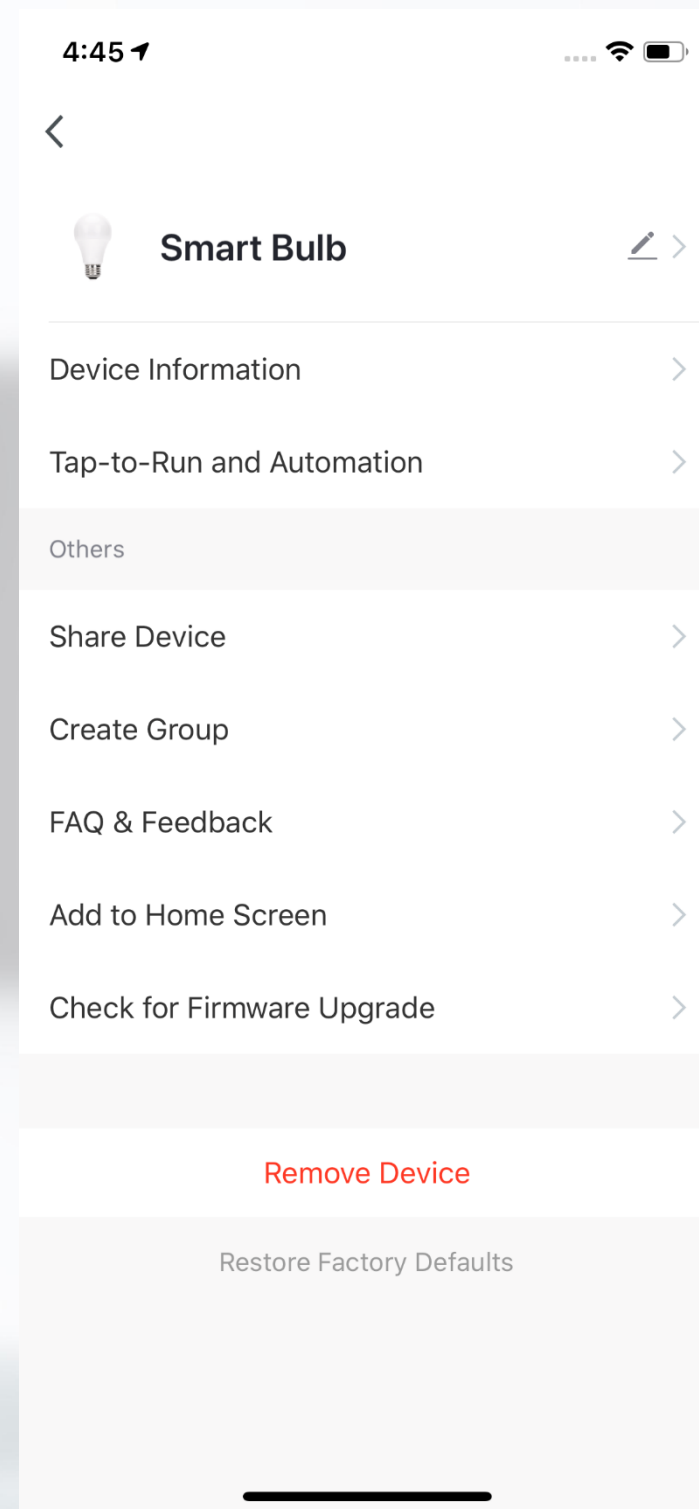 4:45
Smart Bulb
Device Information
Tap-to-Run and Automation
Others
Share Device
Create Group
FAQ & Feedback
Add to Home Screen
Check for Firmware Upgrade
Remove Device
Restore Factory Defaults